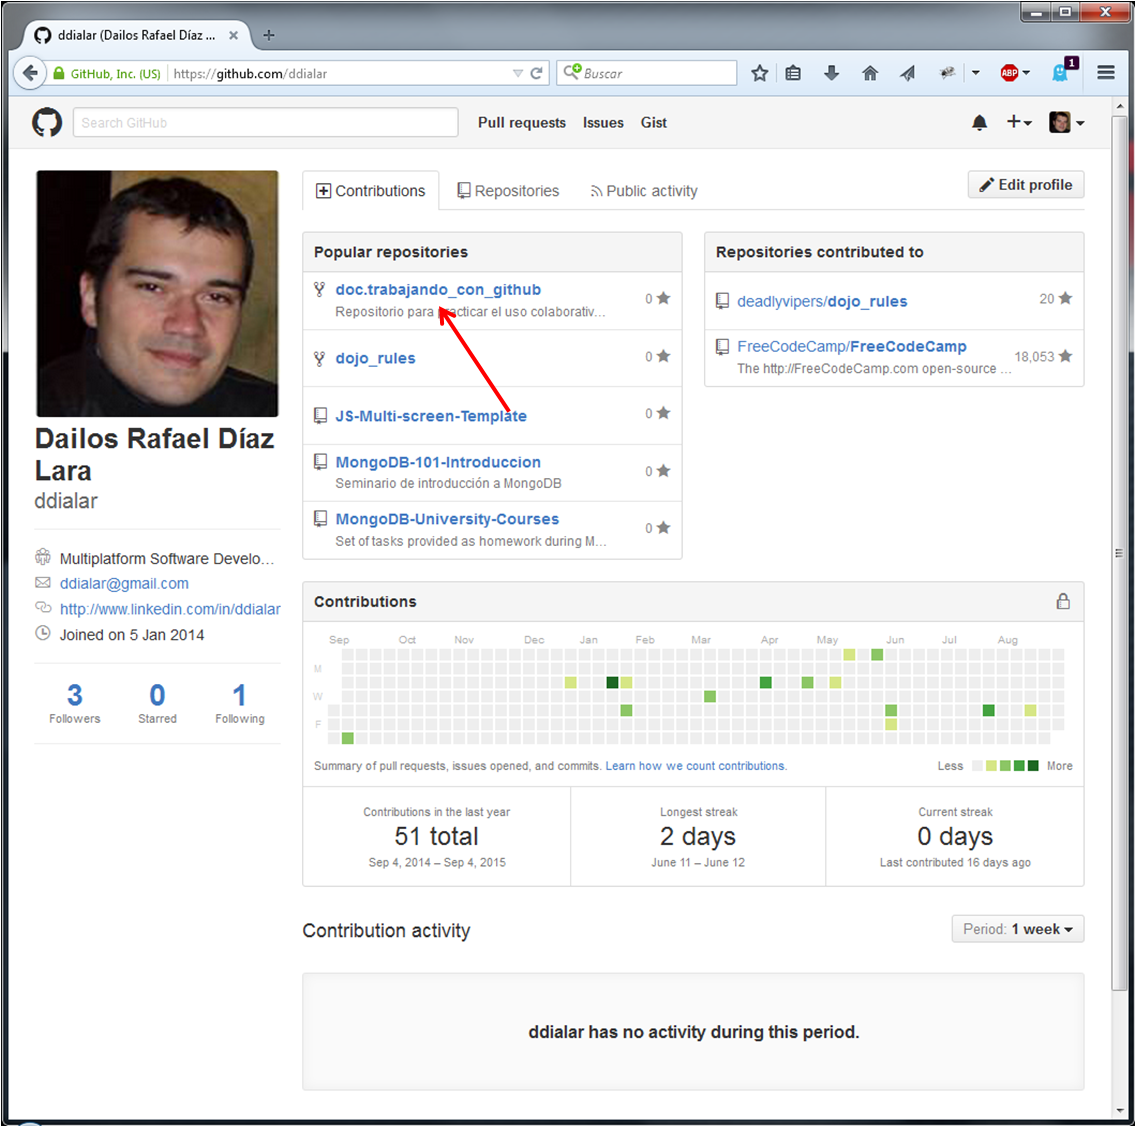 ddialar (Dailos Rafael Díaz ...
GitHub, Inc. (US)
https://github.com/ddialar
Buscar
ABP
1
Search GitHub
Pull requests
Issues
Gist
Contributions
Repositories
Public activity
Edit profile
Dailos Rafael Díaz
Lara
ddialar
Multiplatform Software Develo...
ddialar@gmail.com
http://www.linkedin.com/in/ddialar
Joined on 5 Jan 2014
3
Followers
0
Starred
1
Following
Popular repositories
doc.trabajando_con_github
Repositorio para practicar el uso colaborativ...
0
dojo_rules
0
JS-Multi-screen-Template
0
MongoDB-101-Introduccion
Seminario de introducción a MongoDB
0
MongoDB-University-Courses
Set of tasks provided as homework during M...
0
Repositories contributed to
deadlyvipers/dojo_rules
20
FreeCodeCamp/FreeCodeCamp
The http://FreeCodeCamp.com open-source ...
18,053
Contributions
Sep Oct Nov Dec Jan Feb Mar Apr May Jun Jul Aug
M
W
F
Summary of pull requests, issues opened, and commits. Learn how we count contributions.
Less
More
Contributions in the last year
51 total
Sep 4, 2014 – Sep 4, 2015
Longest streak
2 days
June 11 – June 12
Current streak
0 days
Last contributed 16 days ago
Contribution activity
Period: 1 week
ddialar has no activity during this period.